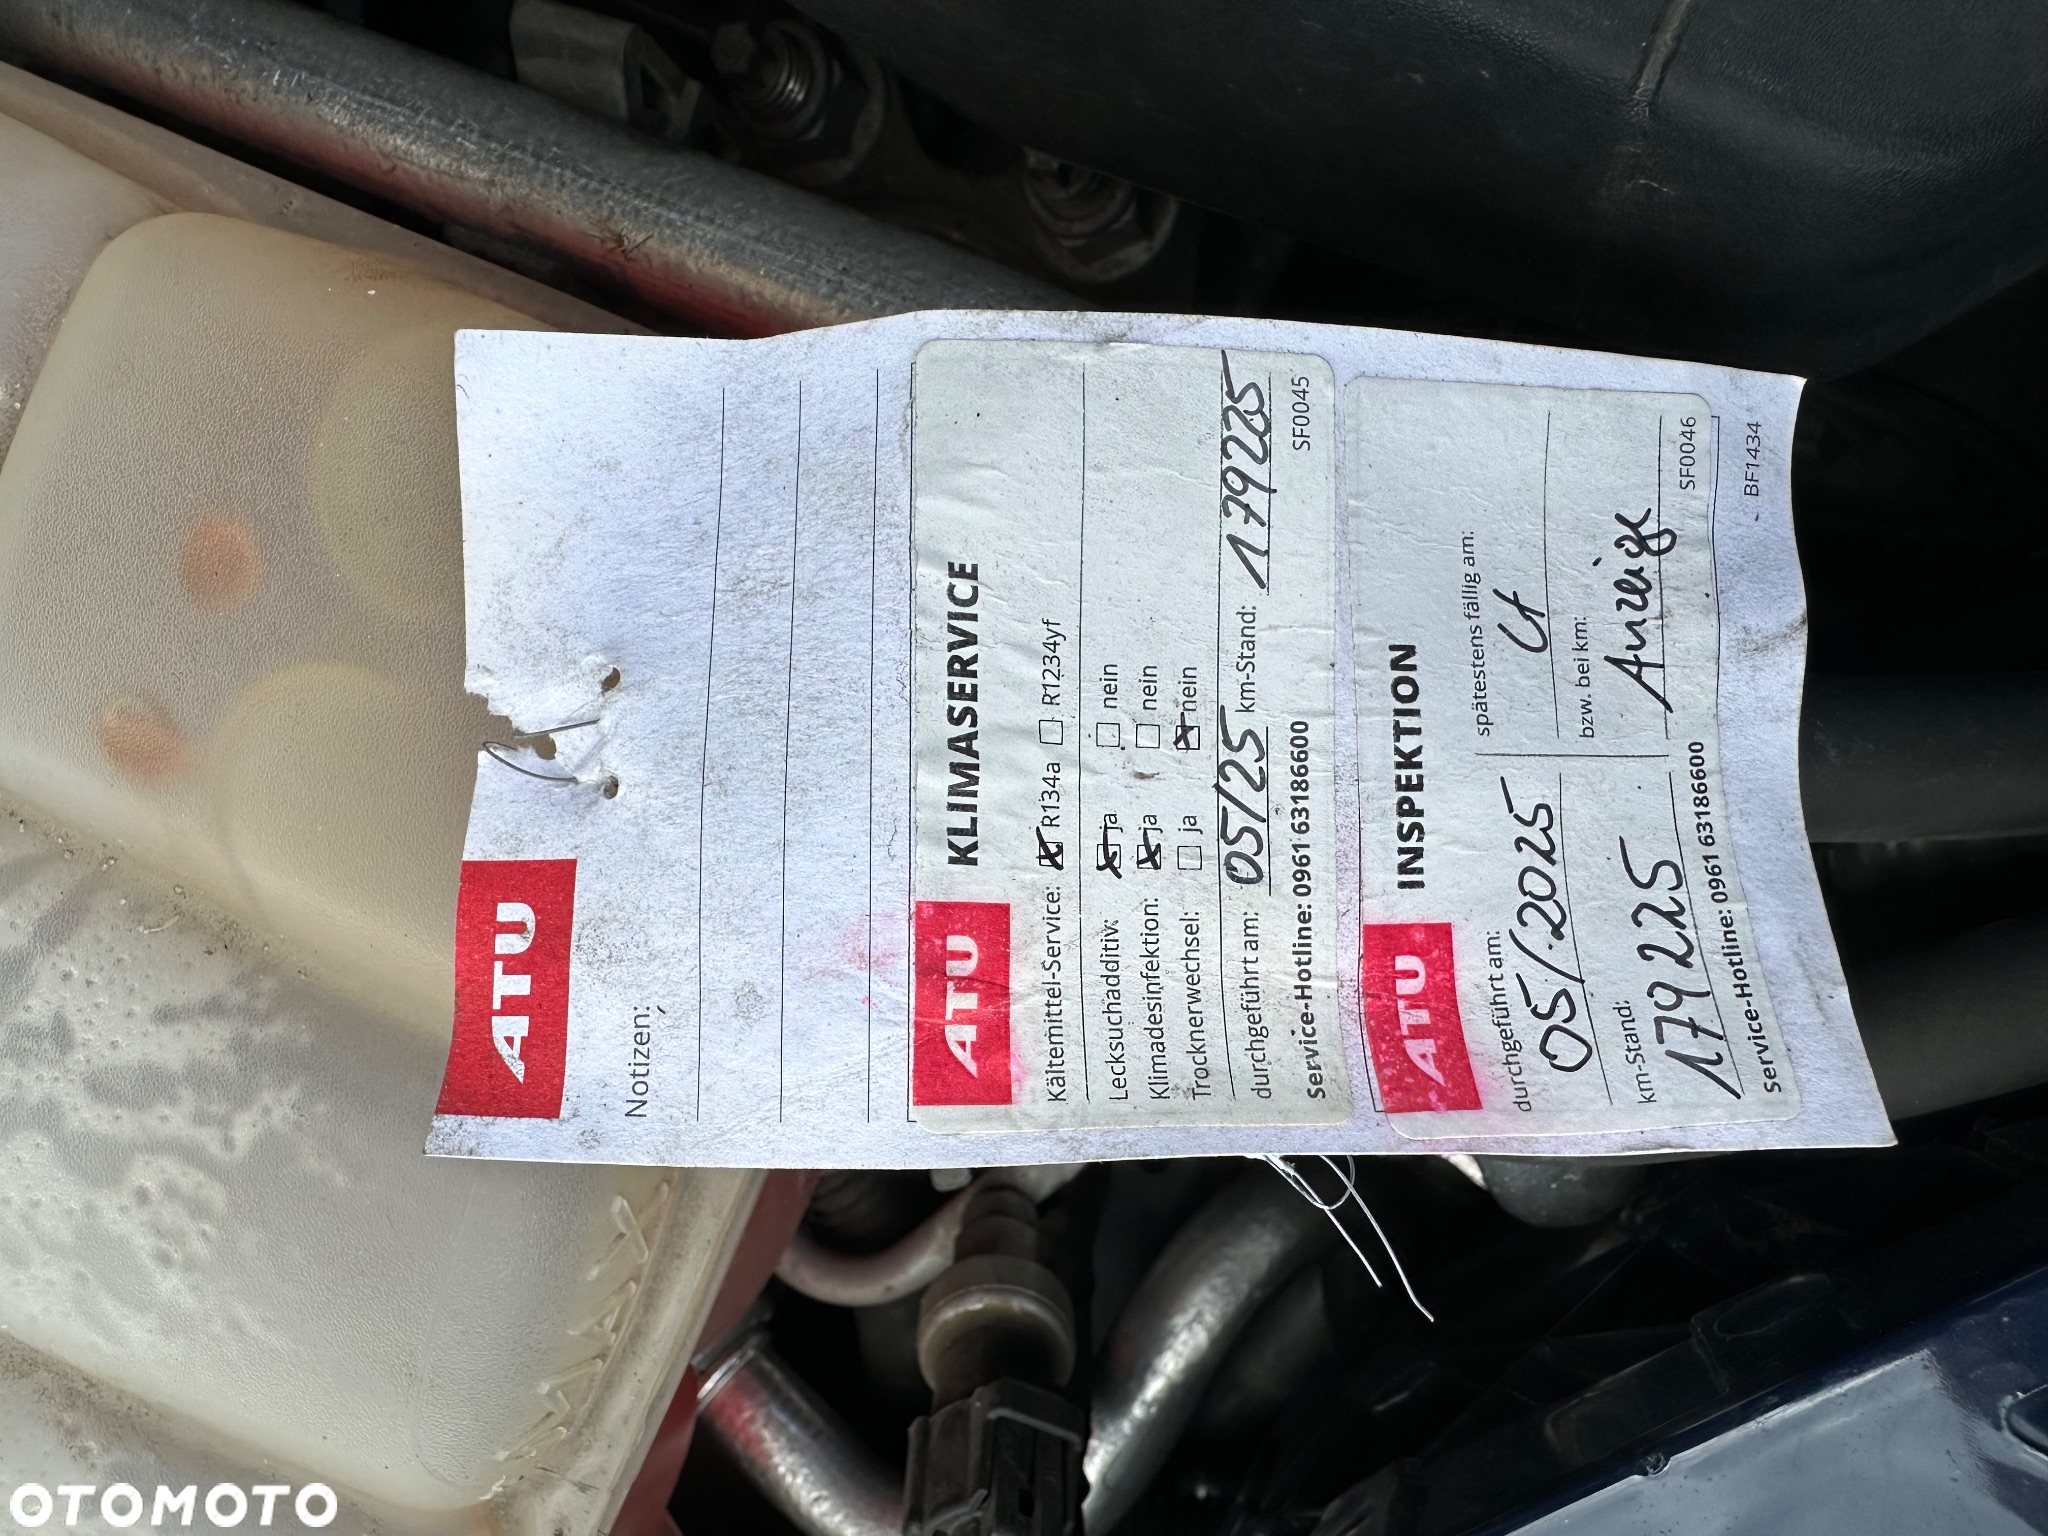 ATU
Notizen:
ATU KLIMASERVICE
Kältemittel-Service: R134a R1234yf
Lecksuchadditiv: ja nein
Klimadesinfektion: ja nein
Trocknerwechsel: ja nein
durchgeführt am: 05/25 km-Stand: 179225
Service-Hotline: 0961 63186600 SF0045
ATU INSPEKTION
durchgeführt am: spätestens fällig am:
05/2025 lt
km-Stand: bzw. bei km:
179225 Anzeige
Service-Hotline: 0961 63186600 SF0046
BF1434
OTOMOTO